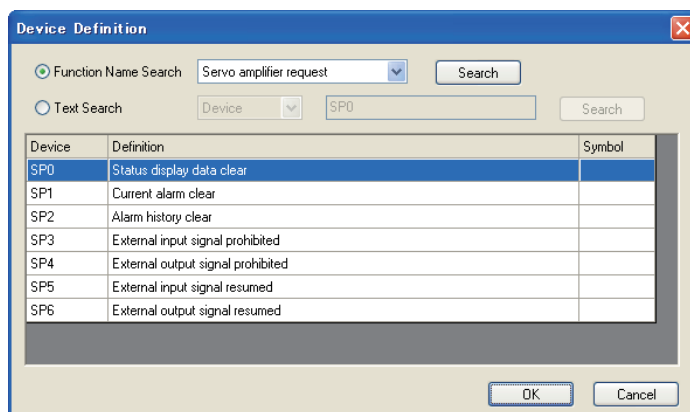 Device Definition
Function Name Search Servo amplifier request Search
Text Search Device SP0 Search
Device Definition Symbol
SP0 Status display data clear
SP1 Current alarm clear
SP2 Alarm history clear
SP3 External input signal prohibited
SP4 External output signal prohibited
SP5 External input signal resumed
SP6 External output signal resumed
OK Cancel